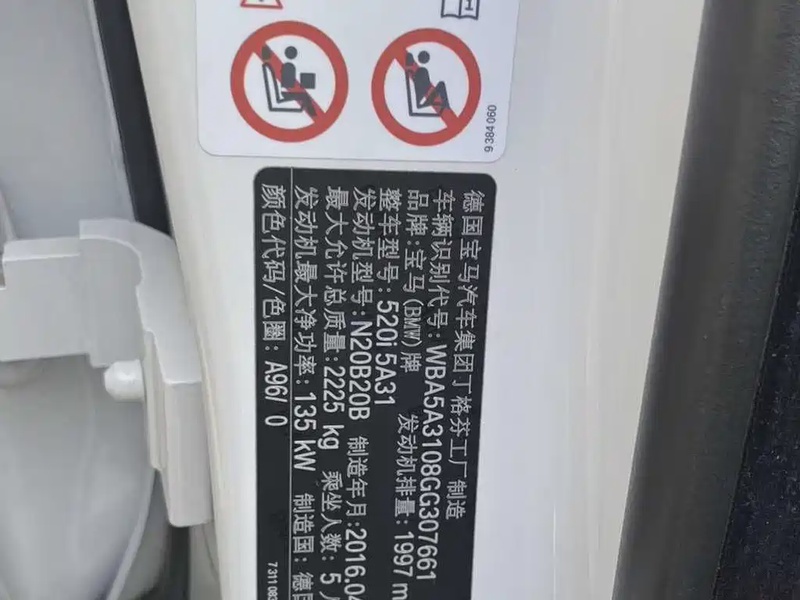 9 384 060
德国宝马汽车集团丁格芬工厂制造
车辆识别代号：WBA5A3108GG307661
品牌：宝马(BMW)牌 发动机排量：1997 m
整车型号：520i 5A31
发动机型号：N20B20B 制造年月：2016.04
最大允许总质量：2225 kg 乘坐人数：5
发动机最大净功率：135 kW 制造国：德
颜色代码/色圈：A96/ 0
7311 083